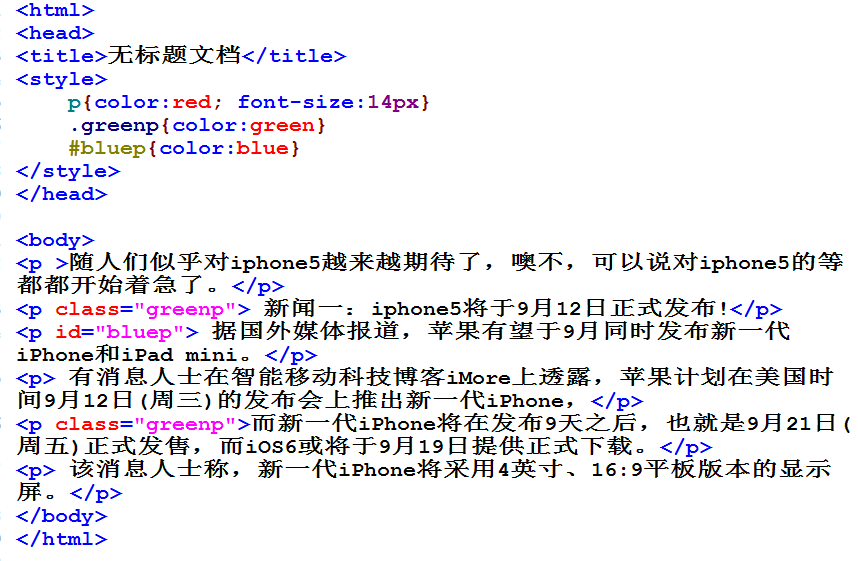 <html>
<head>
<title>无标题文档</title>
<style>
    p{color:red; font-size:14px}
    .greenp{color:green}
    #bluep{color:blue}
</style>
</head>

<body>
<p >随人们似乎对iphone5越来越期待了，噢不，可以说对iphone5的等
都都开始着急了。</p>
<p class="greenp"> 新闻一：iphone5将于9月12日正式发布!</p>
<p id="bluep"> 据国外媒体报道，苹果有望于9月同时发布新一代
iPhone和iPad mini。</p>
<p> 有消息人士在智能移动科技博客iMore上透露，苹果计划在美国时
间9月12日(周三)的发布会上推出新一代iPhone，</p>
<p class="greenp">而新一代iPhone将在发布9天之后，也就是9月21日(
周五)正式发售，而iOS6或将于9月19日提供正式下载。</p>
<p> 该消息人士称，新一代iPhone将采用4英寸、16:9平板版本的显示
屏。</p>
</body>
</html>